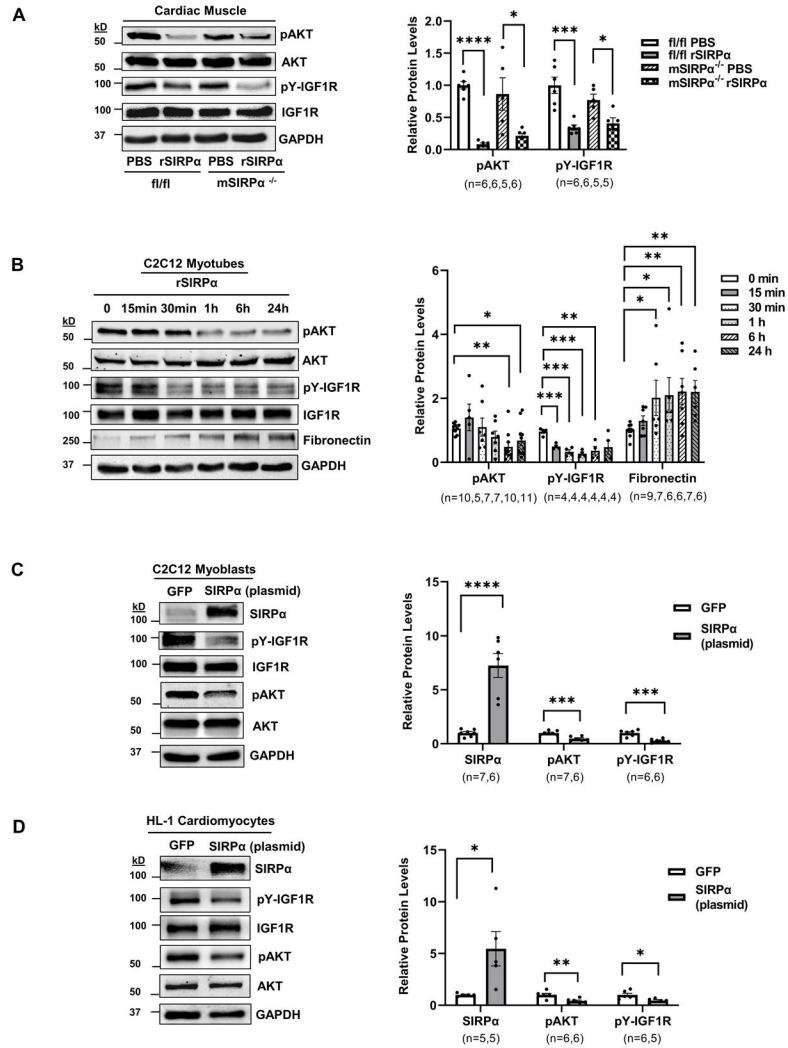 A
Cardiac Muscle
kD
50
pAKT
50
AKT
100
pY-IGF1R
100
IGF1R
37
GAPDH
PBS rSIRPα PBS rSIRPα
fl/fl mSIRPα -/-
Relative Protein Levels
2.0
1.5
1.0
0.5
0.0
**** * *** *
pAKT pY-IGF1R
(n=6,6,5,6) (n=6,6,5,5)
fl/fl PBS
fl/fl rSIRPα
mSIRPα-/- PBS
mSIRPα-/- rSIRPα
B
C2C12 Myotubes
rSIRPα
0 15min 30min 1h 6h 24h
kD
50
pAKT
50
AKT
100
pY-IGF1R
100
IGF1R
250
Fibronectin
37
GAPDH
Relative Protein Levels
6
4
2
0
*
**
**
***
***
***
**
**
*
*
pAKT pY-IGF1R Fibronectin
(n=10,5,7,7,10,11) (n=4,4,4,4,4,4) (n=9,7,6,6,7,6)
0 min
15 min
30 min
1 h
6 h
24 h
C
C2C12 Myoblasts
GFP SIRPα (plasmid)
kD
100
SIRPα
100
pY-IGF1R
100
IGF1R
50
pAKT
50
AKT
37
GAPDH
Relative Protein Levels
15
10
5
0
**** *** ***
SIRPα pAKT pY-IGF1R
(n=7,6) (n=7,6) (n=6,6)
GFP
SIRPα
(plasmid)
D
HL-1 Cardiomyocytes
GFP SIRPα (plasmid)
kD
100
SIRPα
100
pY-IGF1R
100
IGF1R
50
pAKT
50
AKT
37
GAPDH
Relative Protein Levels
15
10
5
0
* ** *
SIRPα pAKT pY-IGF1R
(n=5,5) (n=6,6) (n=6,5)
GFP
SIRPα
(plasmid)